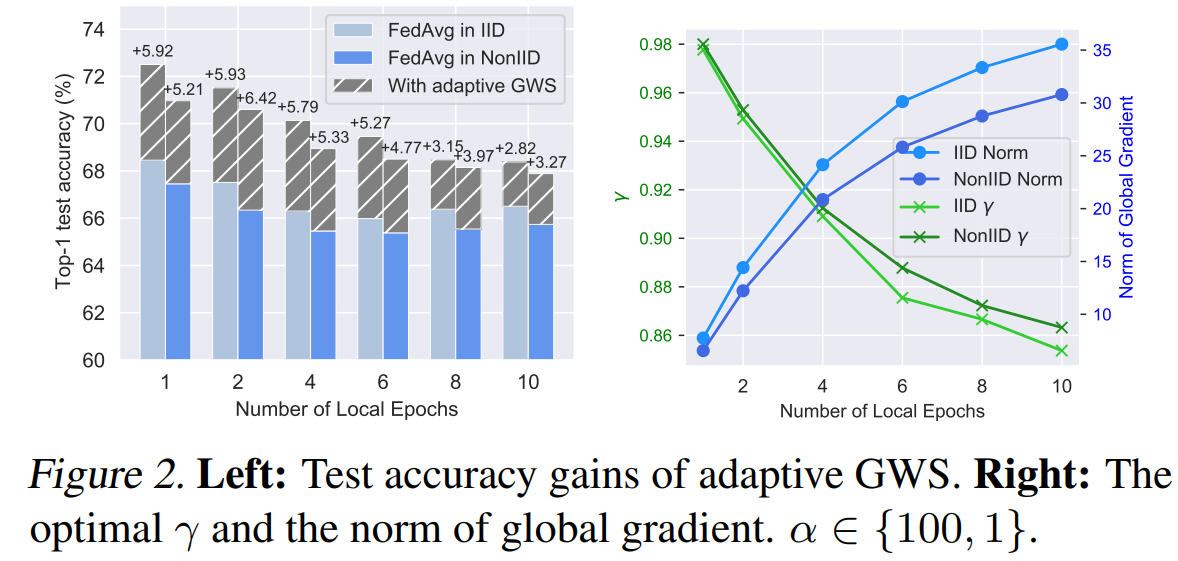 74
72
70
68
66
64
62
60
Top-1 test accuracy (%)
+5.92
+5.21
+5.93
+6.42
+5.79
+5.33
+5.27
+4.77
+3.15
+3.97
+2.82
+3.27
FedAvg in IID
FedAvg in NonIID
With adaptive GWS
1 2 4 6 8 10
Number of Local Epochs
0.98
0.96
0.94
0.92
0.90
0.88
0.86
γ
IID Norm
NonIID Norm
IID γ
NonIID γ
35
30
25
20
15
10
Norm of Global Gradient
2 4 6 8 10
Number of Local Epochs
Figure 2. Left: Test accuracy gains of adaptive GWS. Right: The
optimal γ and the norm of global gradient. α ∈ {100, 1}.